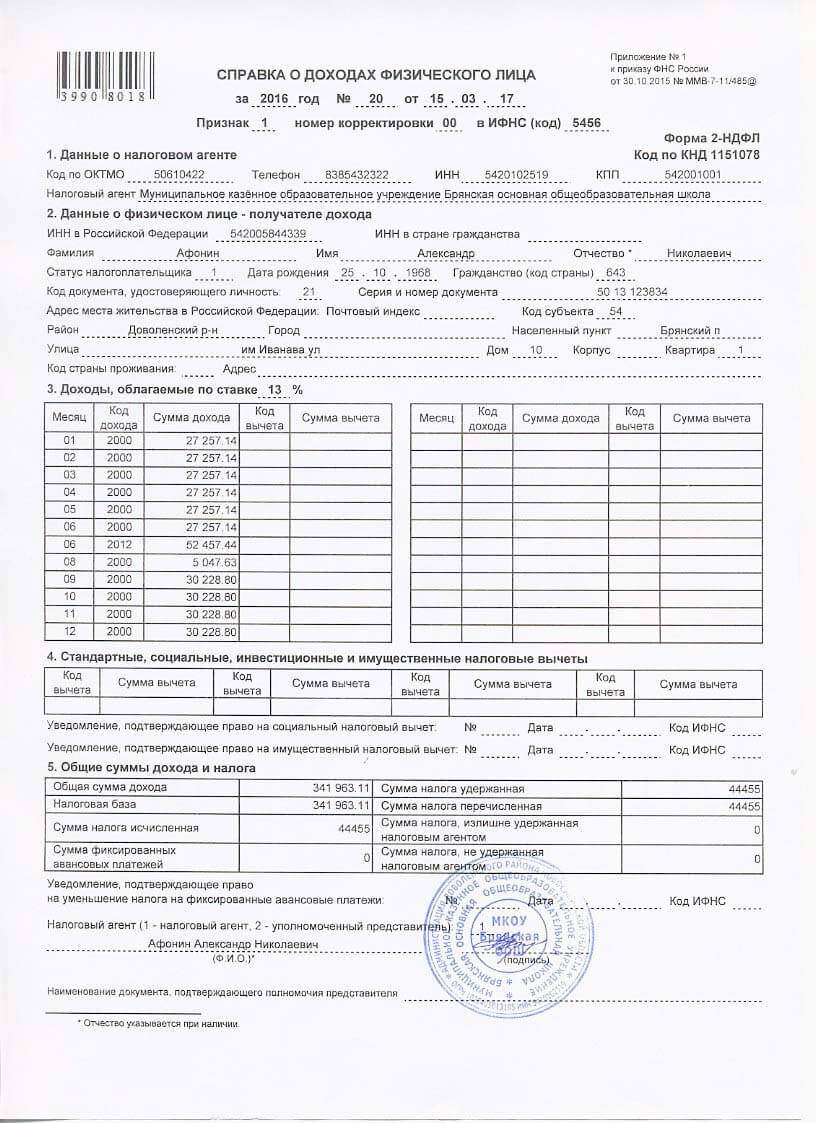 39908018
Приложение № 1
к приказу ФНС России
от 30.10.2015 № ММВ-7-11/485@
СПРАВКА О ДОХОДАХ ФИЗИЧЕСКОГО ЛИЦА
за 2016 год № 20 от 15 . 03 . 17
Признак 1 номер корректировки 00 в ИФНС (код) 5456
Форма 2-НДФЛ
1. Данные о налоговом агенте Код по КНД 1151078
Код по ОКТМО 50610422 Телефон 8385432322 ИНН 5420102519 КПП 542001001
Налоговый агент Муниципальное казённое образовательное учреждение Брянская основная общеобразовательная школа
2. Данные о физическом лице - получателе дохода
ИНН в Российской Федерации 542005844339 ИНН в стране гражданства
Фамилия Афонин Имя Александр Отчество * Николаевич
Статус налогоплательщика 1 Дата рождения 25 . 10 . 1968 Гражданство (код страны) 643
Код документа, удостоверяющего личность: 21 Серия и номер документа 50 13 123834
Адрес места жительства в Российской Федерации: Почтовый индекс Код субъекта 54
Район Доволенский р-н Город Населенный пункт Брянский п
Улица им Иванава ул Дом 10 Корпус Квартира 1
Код страны проживания: Адрес
3. Доходы, облагаемые по ставке 13 %
Месяц Код дохода Сумма дохода Код вычета Сумма вычета Месяц Код дохода Сумма дохода Код вычета Сумма вычета
01 2000 27 257.14
02 2000 27 257.14
03 2000 27 257.14
04 2000 27 257.14
05 2000 27 257.14
06 2000 27 257.14
06 2012 52 457.44
08 2000 5 047.63
09 2000 30 228.80
10 2000 30 228.80
11 2000 30 228.80
12 2000 30 228.80
4. Стандартные, социальные, инвестиционные и имущественные налоговые вычеты
Код вычета Сумма вычета Код вычета Сумма вычета Код вычета Сумма вычета Код вычета Сумма вычета
Уведомление, подтверждающее право на социальный налоговый вычет: № Дата . . Код ИФНС
Уведомление, подтверждающее право на имущественный налоговый вычет: № Дата . . Код ИФНС
5. Общие суммы дохода и налога
Общая сумма дохода 341 963.11 Сумма налога удержанная 44455
Налоговая база 341 963.11 Сумма налога перечисленная 44455
Сумма налога исчисленная 44455 Сумма налога, излишне удержанная налоговым агентом 0
Сумма фиксированных авансовых платежей 0 Сумма налога, не удержанная налоговым агентом 0
Уведомление, подтверждающее право
на уменьшение налога на фиксированные авансовые платежи: № Дата . . Код ИФНС
Налоговый агент (1 - налоговый агент, 2 - уполномоченный представитель): 1
Афонин Александр Николаевич
(Ф.И.О.)* (подпись)
МКОУ
Брянская
ООШ
МУНИЦИПАЛЬНОЕ КАЗЕННОЕ ОБЩЕОБРАЗОВАТЕЛЬНОЕ УЧРЕЖДЕНИЕ
БРЯНСКАЯ ОСНОВНАЯ ОБЩЕОБРАЗОВАТЕЛЬНАЯ ШКОЛА
Наименование документа, подтверждающего полномочия представителя
* Отчество указывается при наличии.